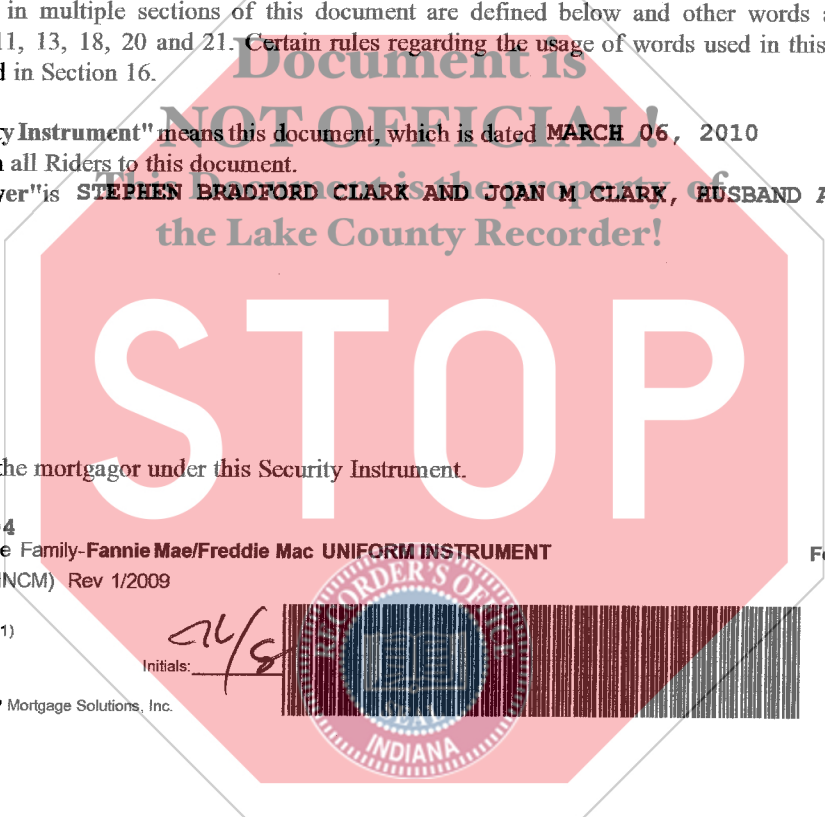 in multiple sections of this document are defined below and other words
11, 13, 18, 20 and 21. Certain rules regarding the usage of words used in this
in Section 16.
Document is
NOT OFFICIAL!
This Document is the property of
the Lake County Recorder!
y Instrument" means this document, which is dated MARCH 06, 2010
all Riders to this document.
er" is STEPHEN BRADFORD CLARK AND JOAN M CLARK, HUSBAND A
STOP
the mortgagor under this Security Instrument.
4
e Family-Fannie Mae/Freddie Mac UNIFORM INSTRUMENT Fo
NCM) Rev 1/2009
1)
Initials:
Mortgage Solutions, Inc.
RECORDER'S OFFICE
SEAL
INDIANA